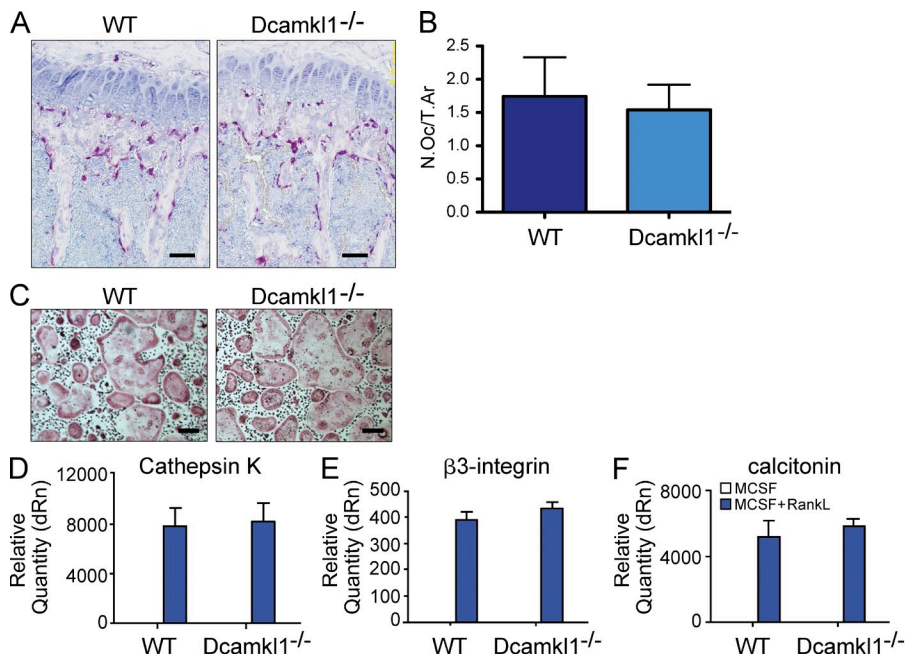 A
WT
Dcamkl1-/-
B
N.Oc/T.Ar
2.5
2.0
1.5
1.0
0.5
0.0
WT
Dcamkl1-/-
C
WT
Dcamkl1-/-
D
Cathepsin K
Relative
Quantity (dRn)
12000
8000
4000
0
WT
Dcamkl1-/-
E
β3-integrin
Relative
Quantity (dRn)
500
400
300
200
100
0
WT
Dcamkl1-/-
F
calcitonin
MCSF
MCSF+RankL
Relative
Quantity (dRn)
8000
4000
0
WT
Dcamkl1-/-